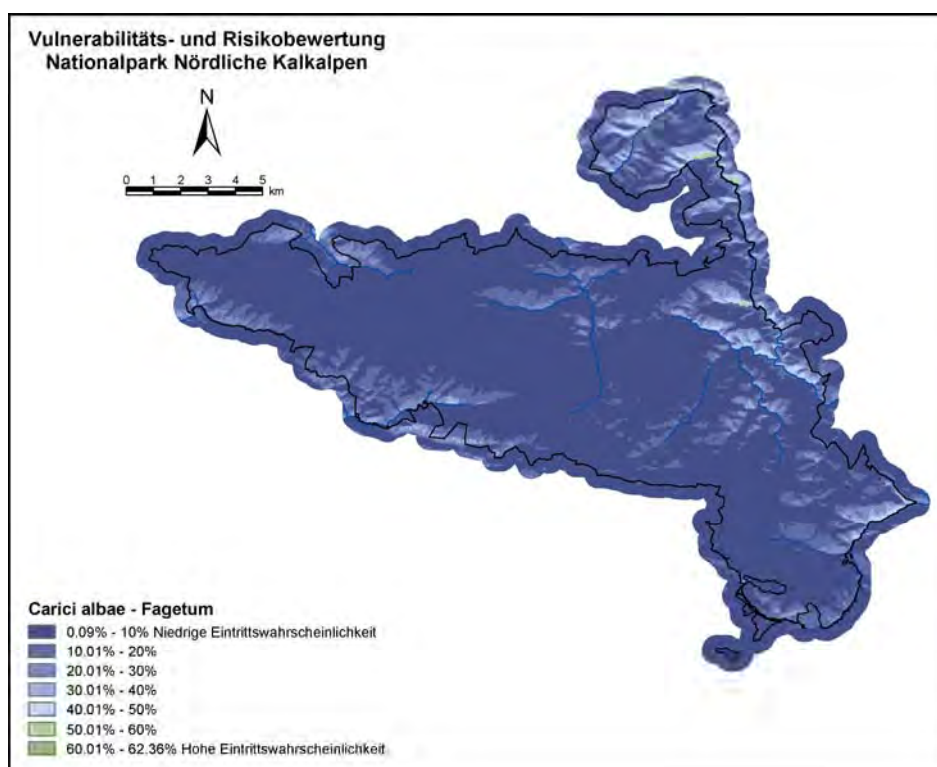 Vulnerabilitäts- und Risikobewertung
Nationalpark Nördliche Kalkalpen
N
0 1 2 3 4 5
km
Carici albae - Fagetum
0.09% - 10% Niedrige Eintrittswahrscheinlichkeit
10.01% - 20%
20.01% - 30%
30.01% - 40%
40.01% - 50%
50.01% - 60%
60.01% - 62.36% Hohe Eintrittswahrscheinlichkeit